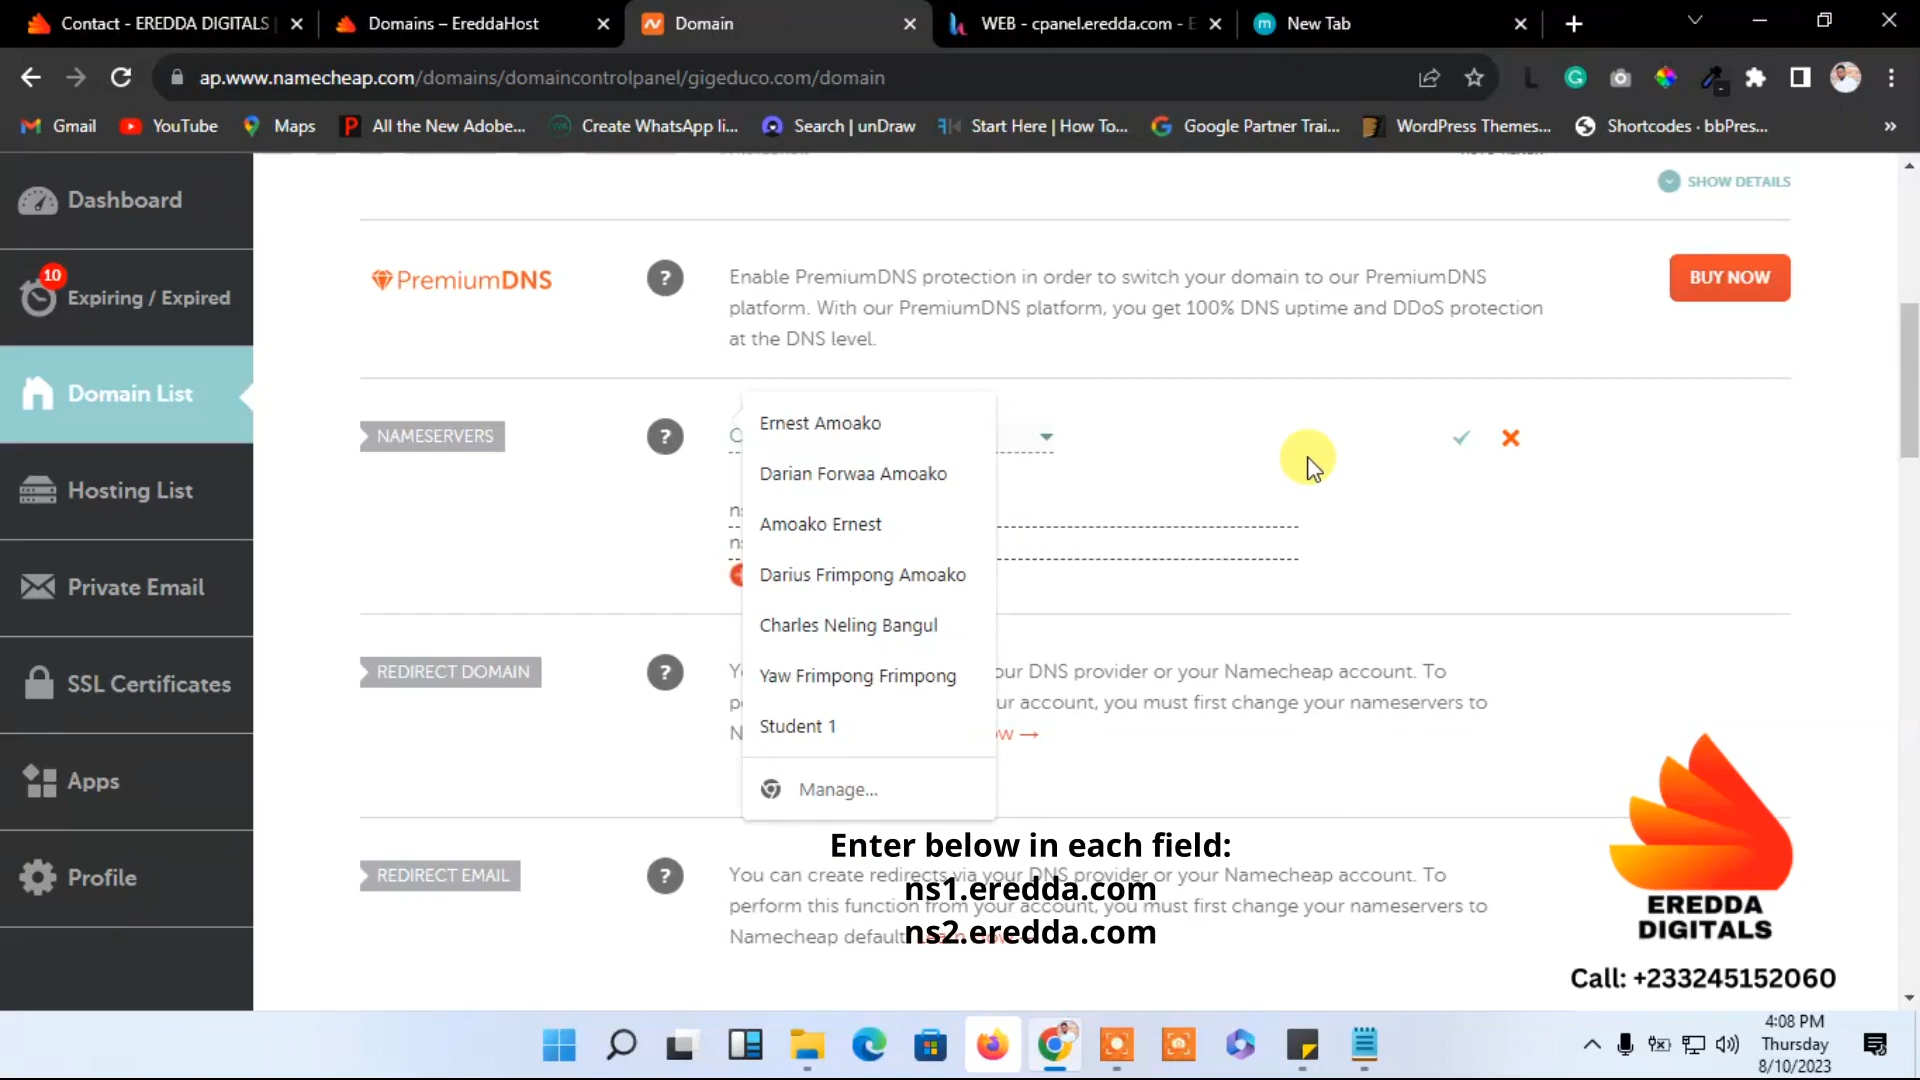 Contact - EREDDA DIGITALS
Domains – EreddaHost
Domain
WEB - cpanel.eredda.com - E
New Tab
ap.www.namecheap.com/domains/domaincontrolpanel/gigeduco.com/domain
Gmail
YouTube
Maps
All the New Adobe...
Create WhatsApp li...
Search | unDraw
Start Here | How To...
Google Partner Trai...
WordPress Themes...
Shortcodes · bbPres...
»
Dashboard
10
Expiring / Expired
Domain List
Hosting List
Private Email
SSL Certificates
Apps
Profile
SHOW DETAILS
PremiumDNS
?
Enable PremiumDNS protection in order to switch your domain to our PremiumDNS
platform. With our PremiumDNS platform, you get 100% DNS uptime and DDoS protection
at the DNS level.
BUY NOW
NAMESERVERS
?
Ernest Amoako
Darian Forwaa Amoako
Amoako Ernest
Darius Frimpong Amoako
Charles Neling Bangul
Yaw Frimpong Frimpong
Student 1
Manage...
REDIRECT DOMAIN
?
our DNS provider or your Namecheap account. To
ur account, you must first change your nameservers to
ow →
REDIRECT EMAIL
?
You can create redirects via your DNS provider or your Namecheap account. To
perform this function from your account, you must first change your nameservers to
Namecheap default.
Enter below in each field:
ns1.eredda.com
ns2.eredda.com
EREDDA
DIGITALS
Call: +233245152060
4:08 PM
Thursday
8/10/2023